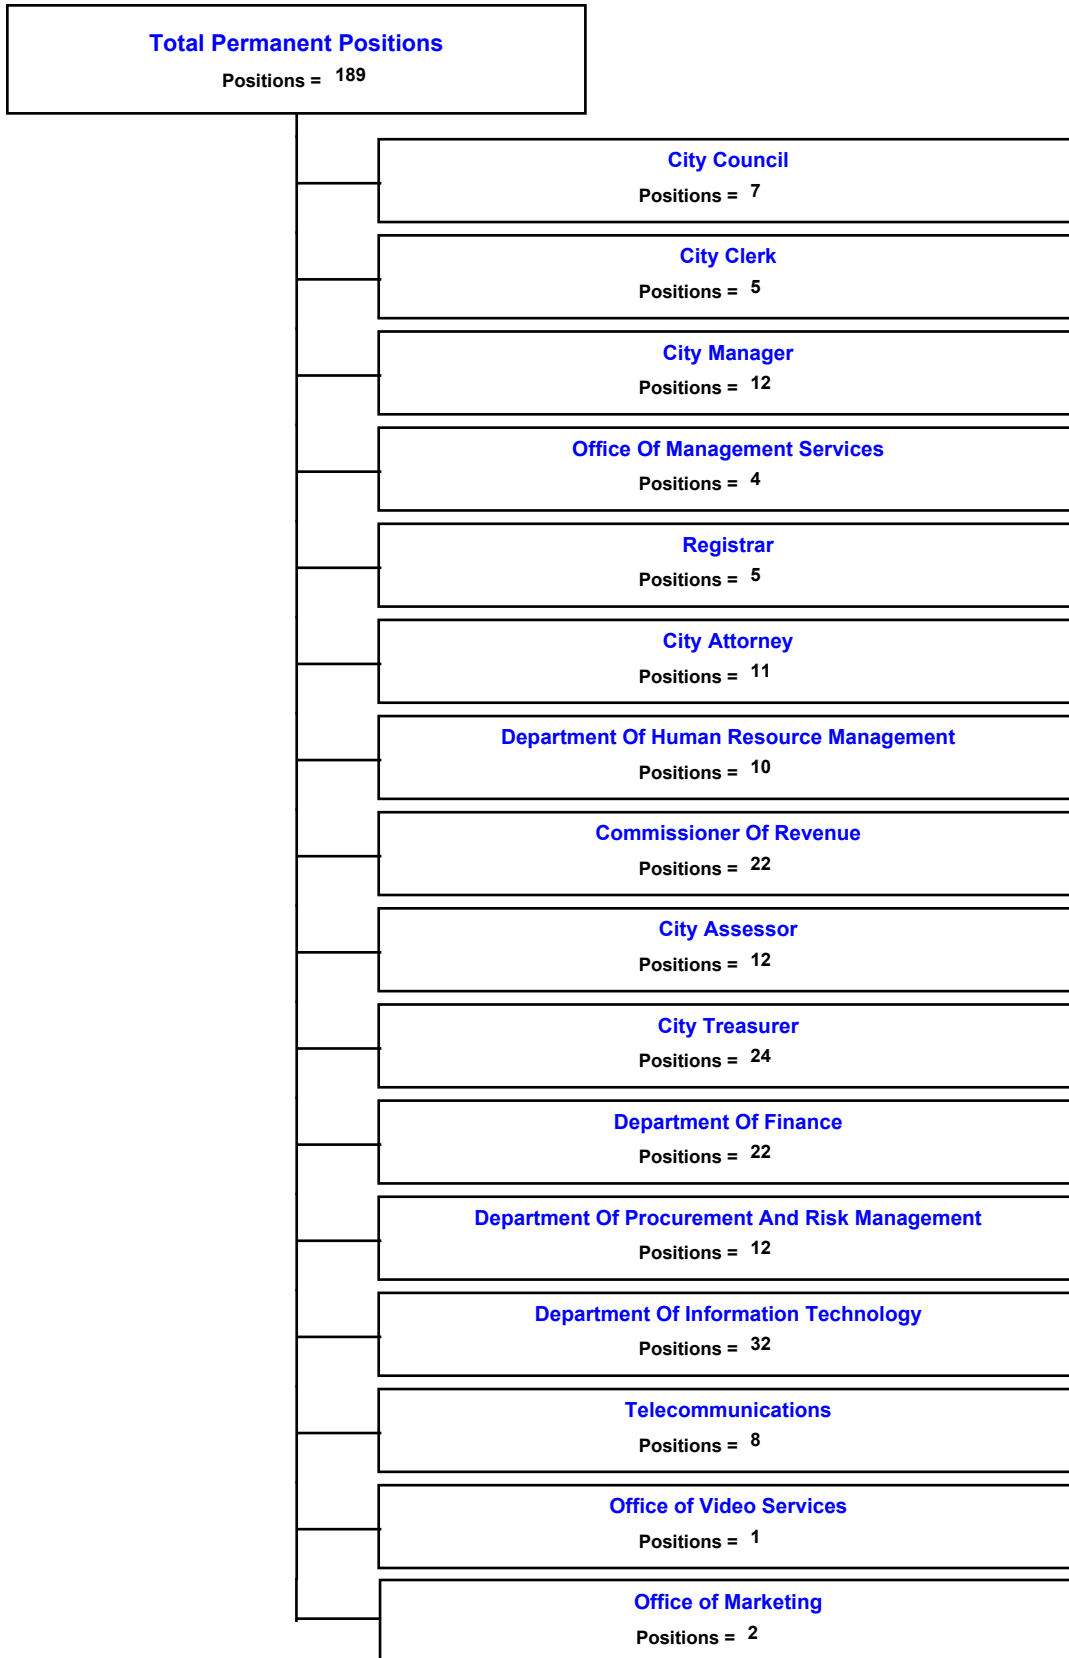 Total Permanent Positions
Positions = 189
City Council
Positions = 7
City Clerk
Positions = 5
City Manager
Positions = 12
Office Of Management Services
Positions = 4
Registrar
Positions = 5
City Attorney
Positions = 11
Department Of Human Resource Management
Positions = 10
Commissioner Of Revenue
Positions = 22
City Assessor
Positions = 12
City Treasurer
Positions = 24
Department Of Finance
Positions = 22
Department Of Procurement And Risk Management
Positions = 12
Department Of Information Technology
Positions = 32
Telecommunications
Positions = 8
Office of Video Services
Positions = 1
Office of Marketing
Positions = 2